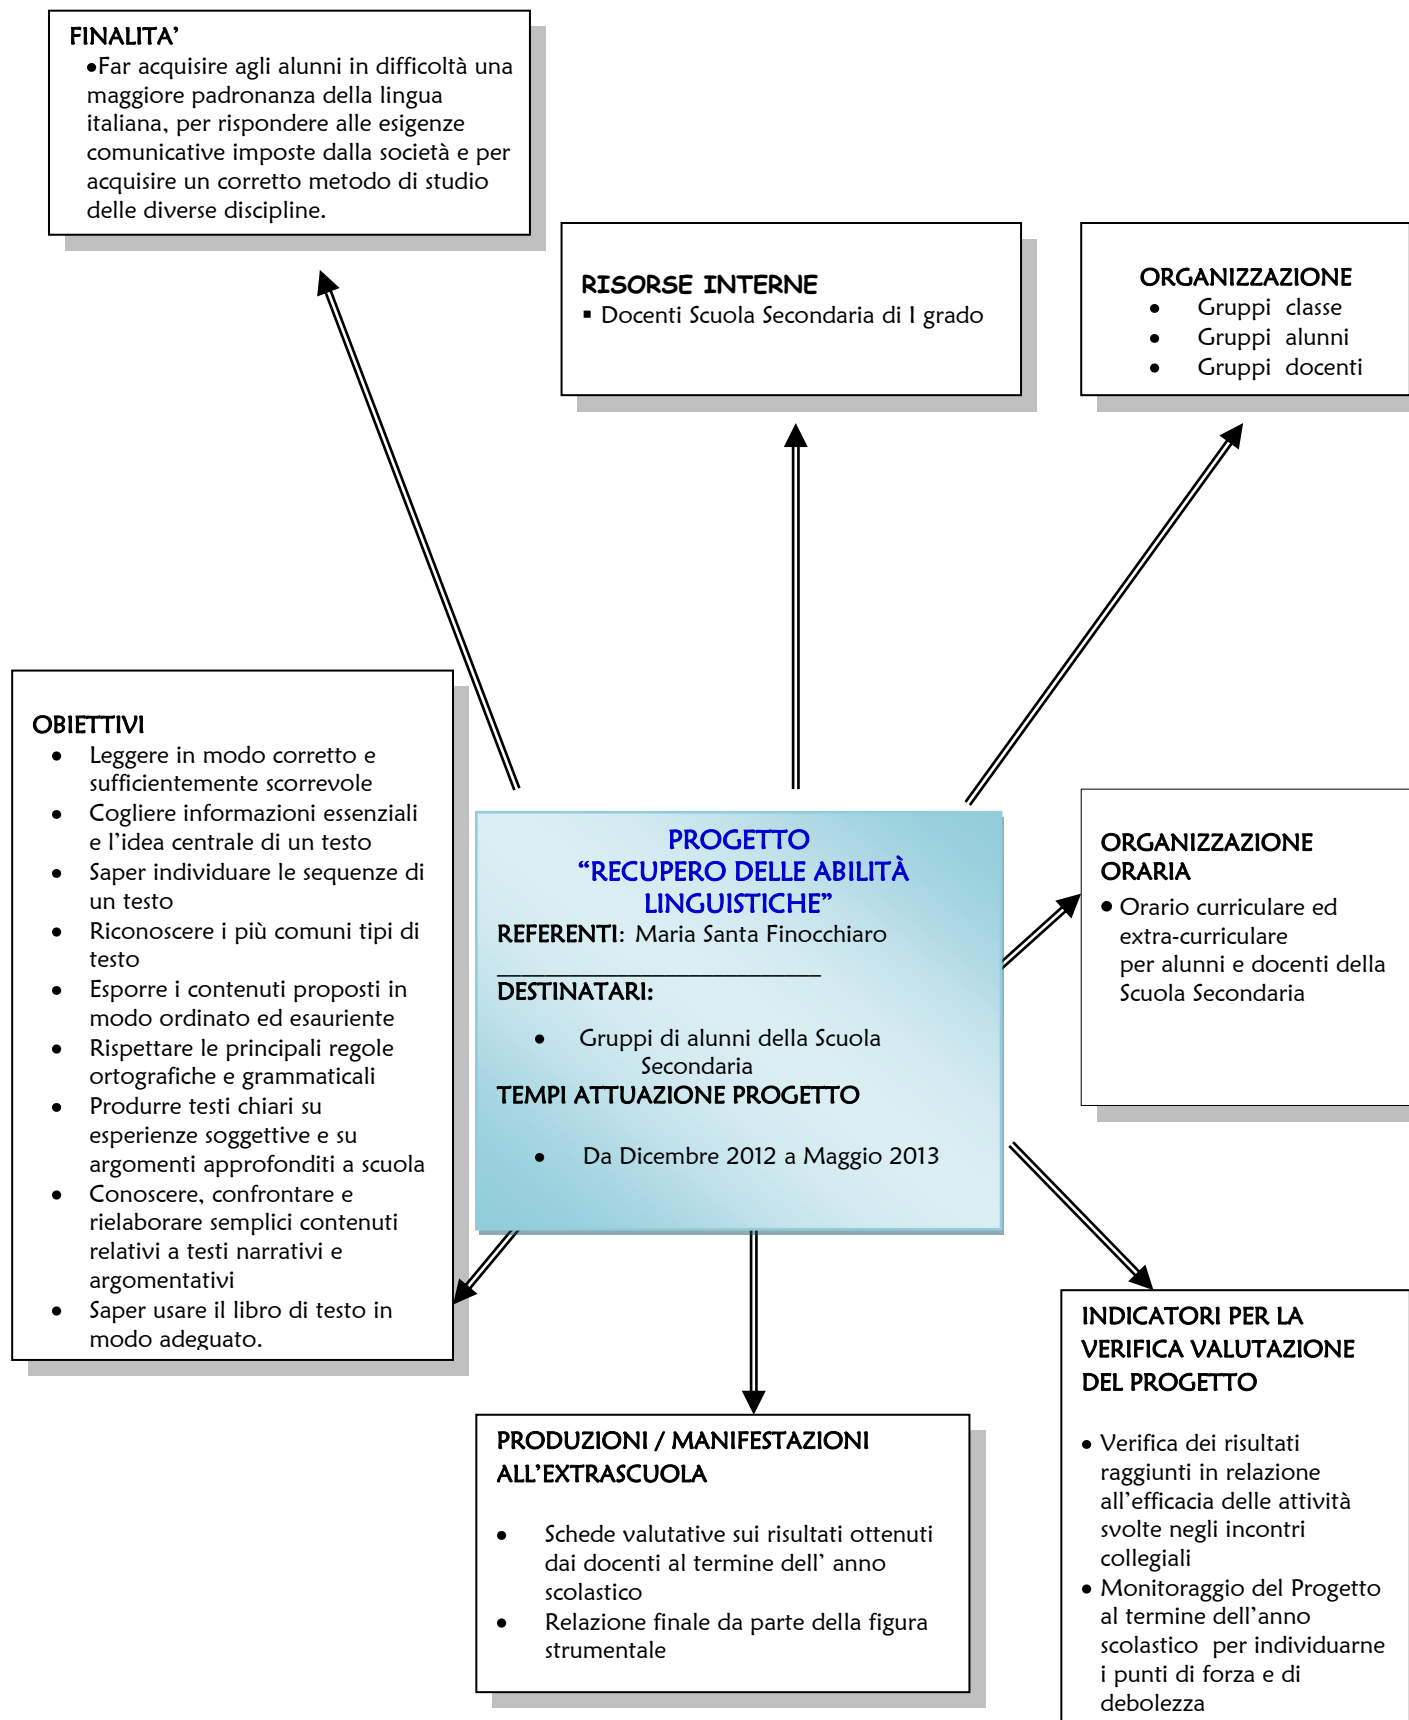 FINALITA’
•Far acquisire agli alunni in difficoltà una
maggiore padronanza della lingua
italiana, per rispondere alle esigenze
comunicative imposte dalla società e per
acquisire un corretto metodo di studio
delle diverse discipline.
RISORSE INTERNE
▪ Docenti Scuola Secondaria di I grado
ORGANIZZAZIONE
• Gruppi classe
• Gruppi alunni
• Gruppi docenti
OBIETTIVI
• Leggere in modo corretto e
sufficientemente scorrevole
• Cogliere informazioni essenziali
e l’idea centrale di un testo
• Saper individuare le sequenze di
un testo
• Riconoscere i più comuni tipi di
testo
• Esporre i contenuti proposti in
modo ordinato ed esauriente
• Rispettare le principali regole
ortografiche e grammaticali
• Produrre testi chiari su
esperienze soggettive e su
argomenti approfonditi a scuola
• Conoscere, confrontare e
rielaborare semplici contenuti
relativi a testi narrativi e
argomentativi
• Saper usare il libro di testo in
modo adeguato.
PROGETTO
“RECUPERO DELLE ABILITÀ
LINGUISTICHE”
REFERENTI: Maria Santa Finocchiaro
___________________________
DESTINATARI:
• Gruppi di alunni della Scuola
Secondaria
TEMPI ATTUAZIONE PROGETTO
• Da Dicembre 2012 a Maggio 2013
ORGANIZZAZIONE
ORARIA
• Orario curriculare ed
extra-curriculare
per alunni e docenti della
Scuola Secondaria
PRODUZIONI / MANIFESTAZIONI
ALL’EXTRASCUOLA
• Schede valutative sui risultati ottenuti
dai docenti al termine dell’ anno
scolastico
• Relazione finale da parte della figura
strumentale
INDICATORI PER LA
VERIFICA VALUTAZIONE
DEL PROGETTO
• Verifica dei risultati
raggiunti in relazione
all’efficacia delle attività
svolte negli incontri
collegiali
• Monitoraggio del Progetto
al termine dell’anno
scolastico per individuarne
i punti di forza e di
debolezza